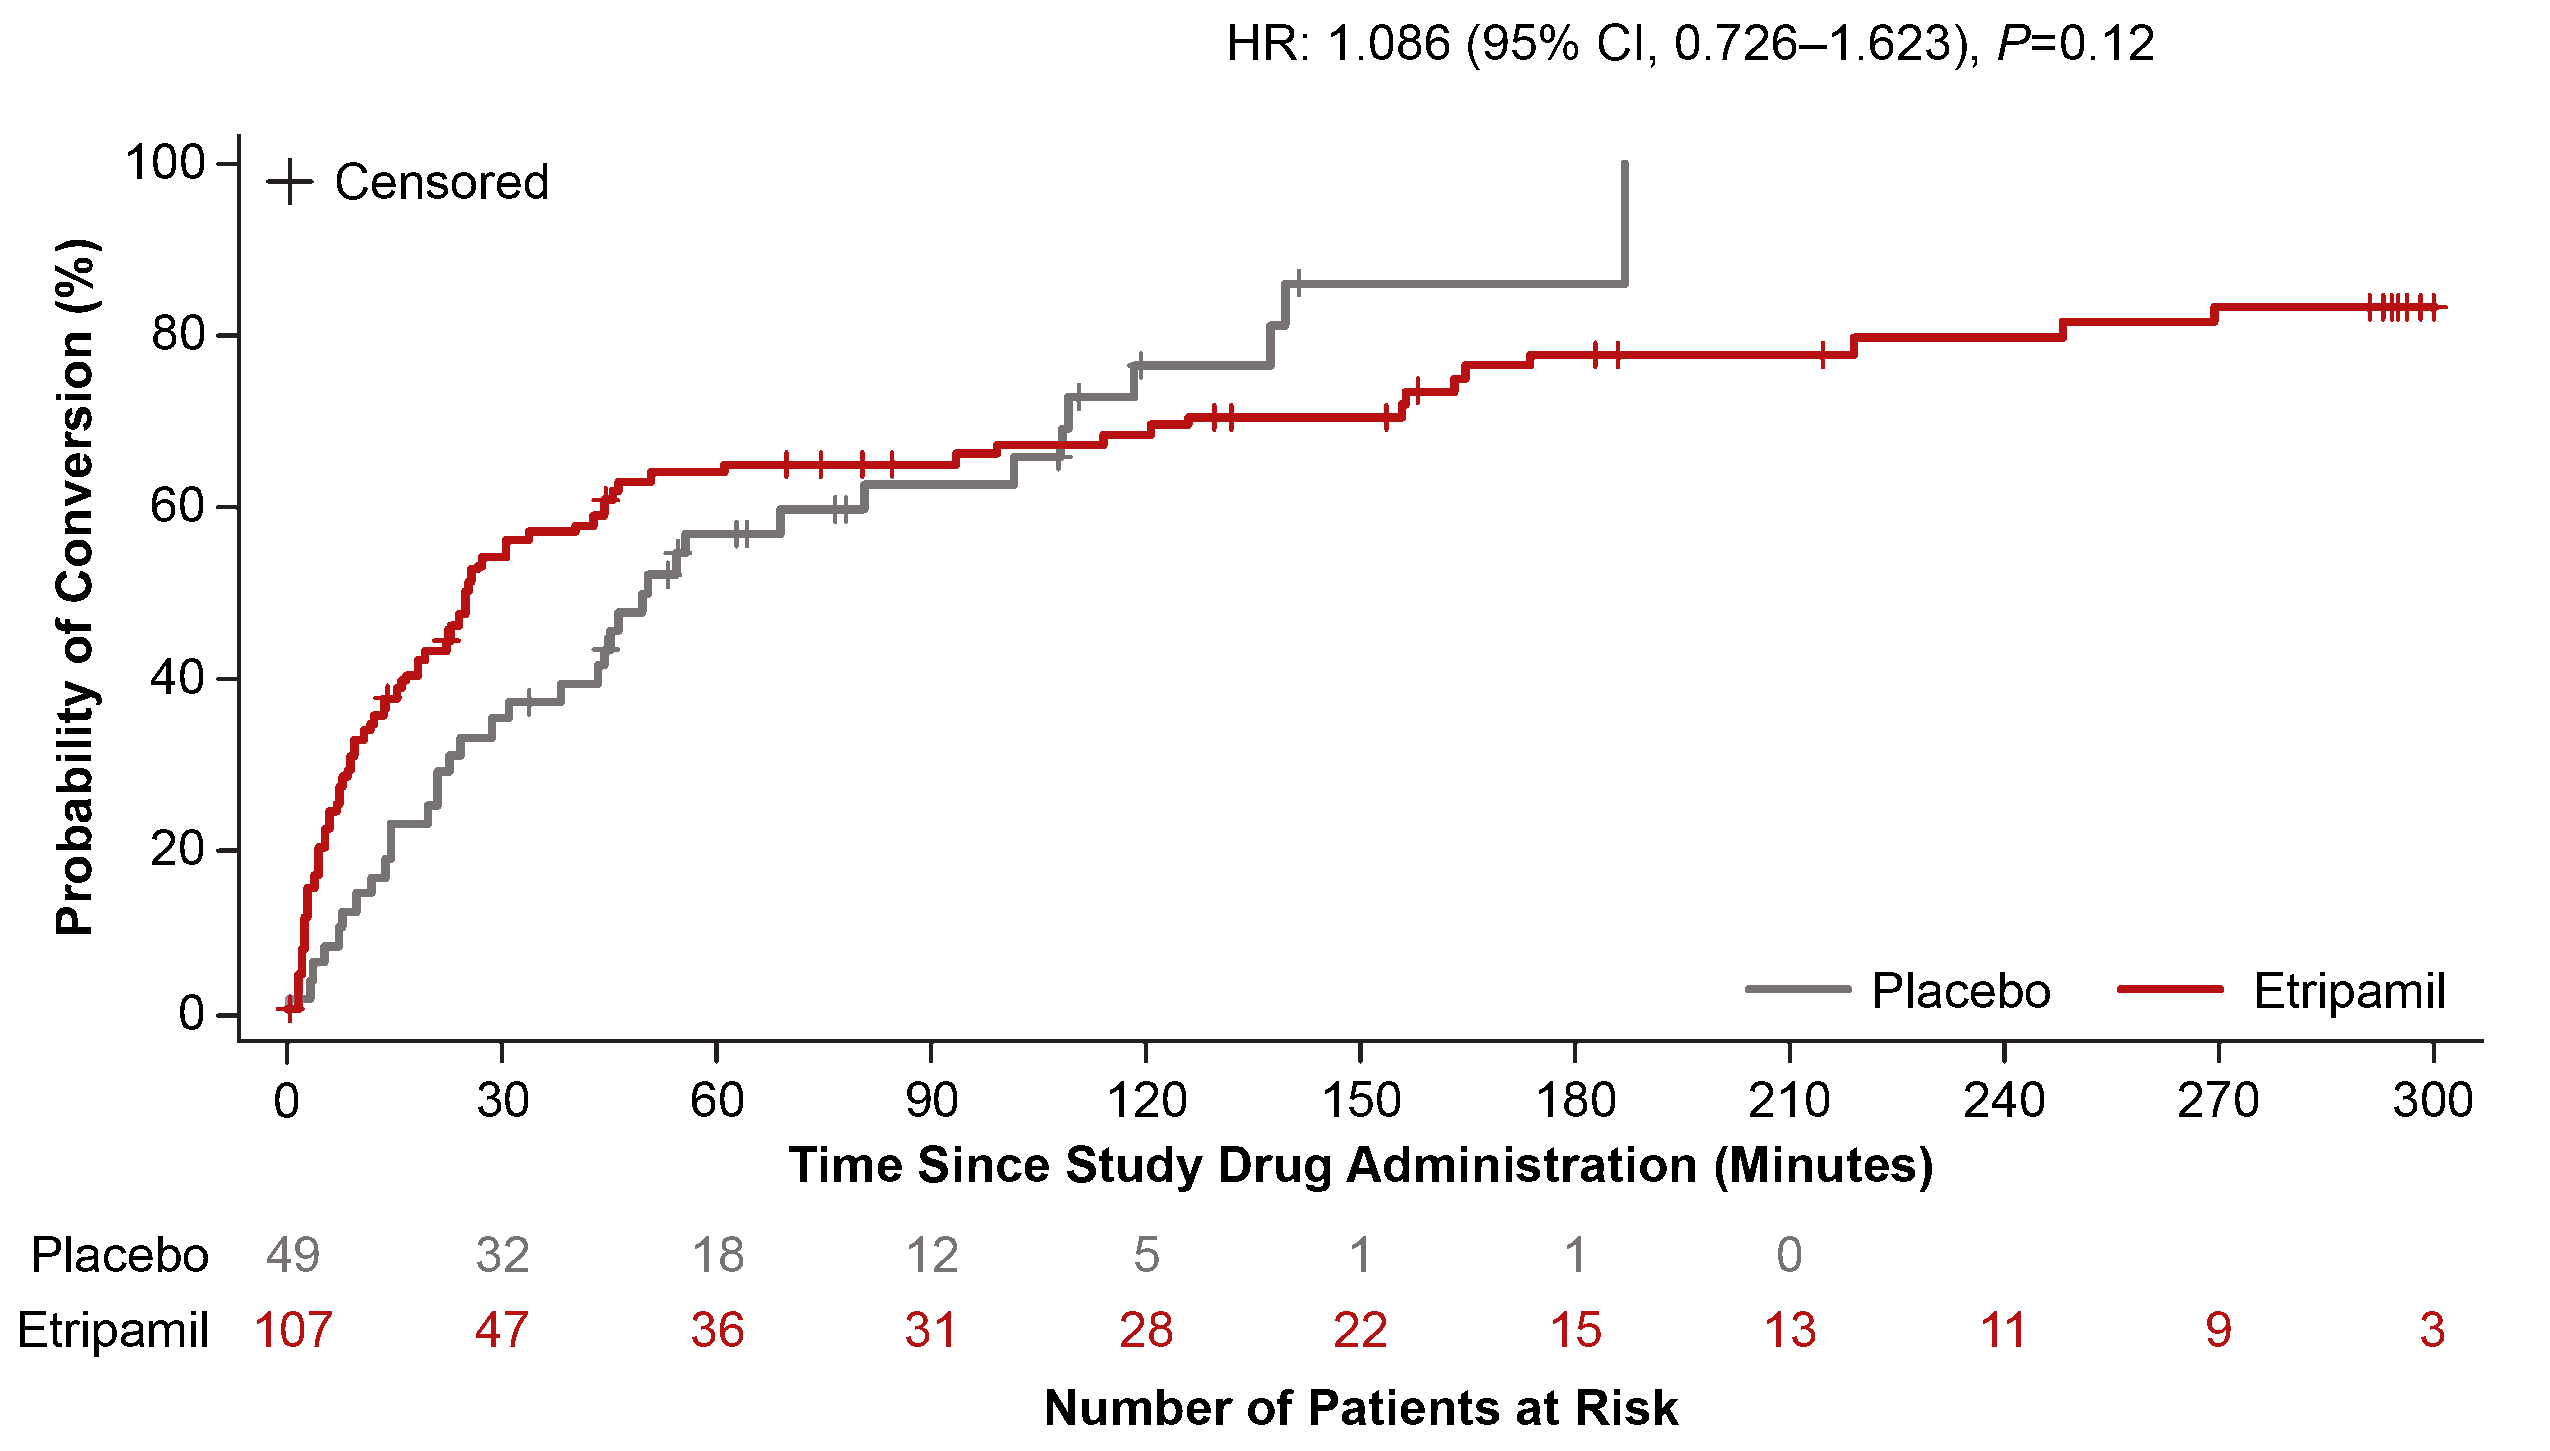 HR: 1.086 (95% CI, 0.726–1.623), P=0.12
Censored
Probability of Conversion (%)
100
80
60
40
20
0
Placebo Etripamil
0 30 60 90 120 150 180 210 240 270 300
Time Since Study Drug Administration (Minutes)
Placebo 49 32 18 12 5 1 1 0
Etripamil 107 47 36 31 28 22 15 13 11 9 3
Number of Patients at Risk